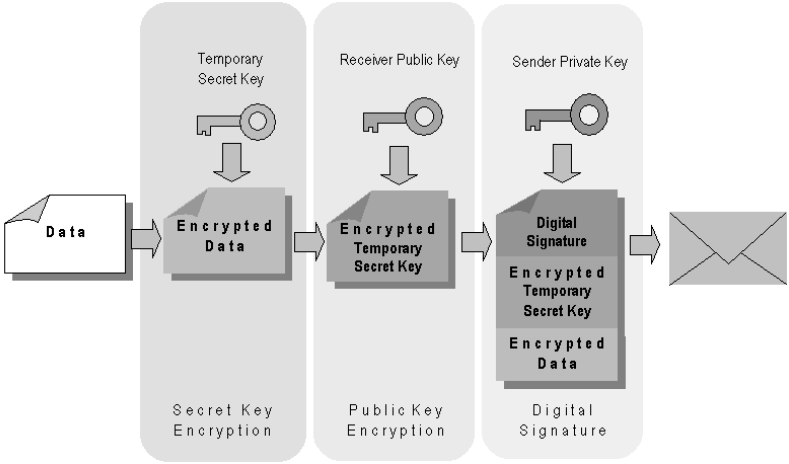 Temporary
Secret Key
Receiver Public Key
Sender Private Key
Data
Encrypted
Data
Encrypted
Temporary
Secret Key
Digital
Signature
Encrypted
Temporary
Secret Key
Encrypted
Data
Secret Key
Encryption
Public Key
Encryption
Digital
Signature